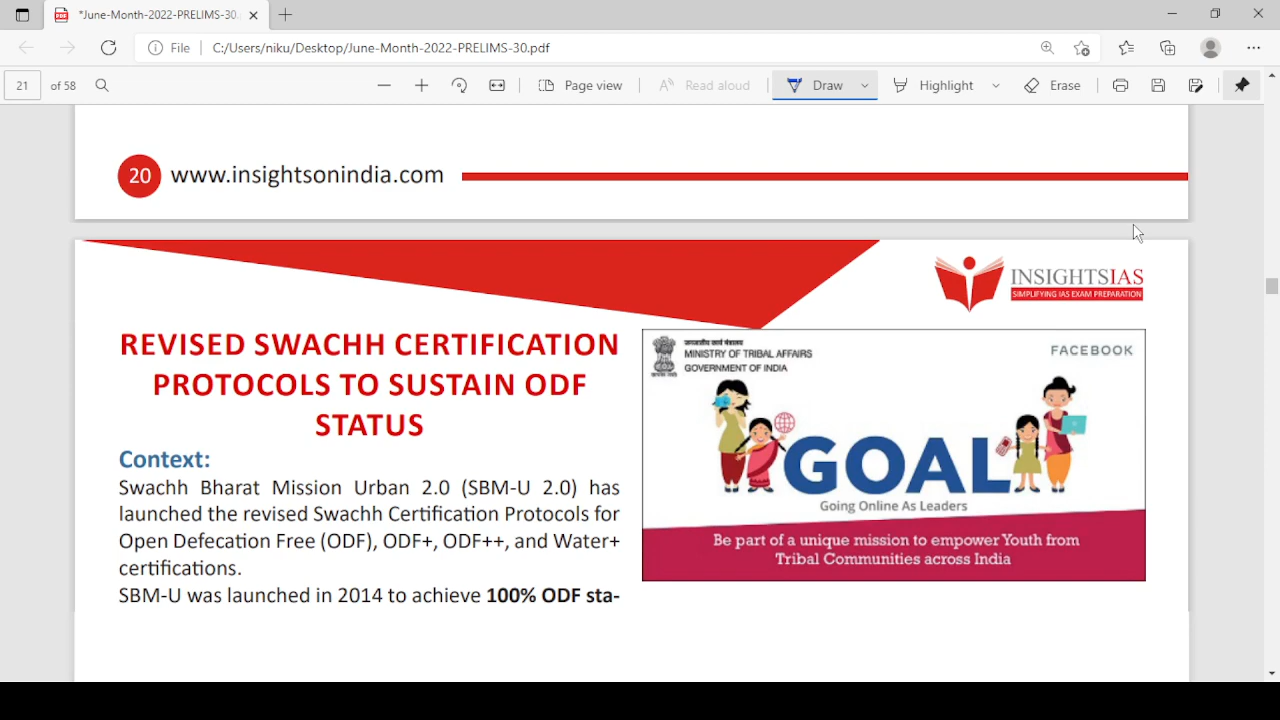 *June-Month-2022-PRELIMS-30.
File
C:/Users/niku/Desktop/June-Month-2022-PRELIMS-30.pdf
21
of 58
Page view
Read aloud
Draw
Highlight
Erase
20
www.insightsonindia.com
INSIGHTSIAS
SIMPLIFYING IAS EXAM PREPARATION
REVISED SWACHH CERTIFICATION
PROTOCOLS TO SUSTAIN ODF
STATUS
Context:
Swachh Bharat Mission Urban 2.0 (SBM-U 2.0) has
launched the revised Swachh Certification Protocols for
Open Defecation Free (ODF), ODF+, ODF++, and Water+
certifications.
SBM-U was launched in 2014 to achieve 100% ODF sta-
जनजातीय कार्य मंत्रालय
MINISTRY OF TRIBAL AFFAIRS
GOVERNMENT OF INDIA
FACEBOOK
GOAL
Going Online As Leaders
Be part of a unique mission to empower Youth from
Tribal Communities across India